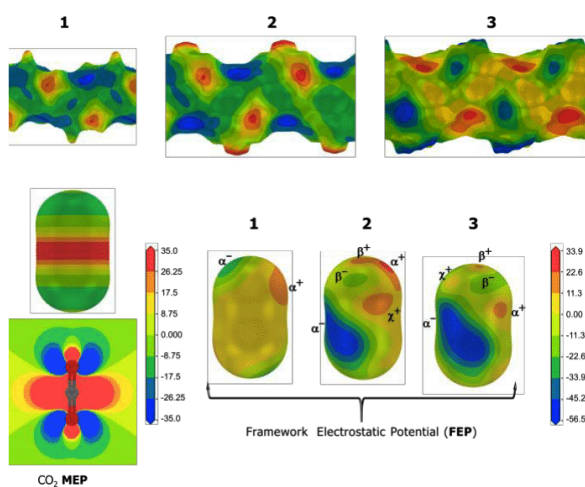 1 2 3
1 2 3
35.0
26.25
17.5
8.75
0.000
-8.75
-17.5
-26.25
-35.0
α⁻ α⁺
β⁺ α⁺ β⁻ χ⁺ α⁻
β⁺ χ⁺ β⁻ α⁻ α⁺
33.9
22.6
11.3
0.0
-11.3
-22.6
-33.9
-45.2
-56.5
Framework Electrostatic Potential (FEP)
CO₂ MEP